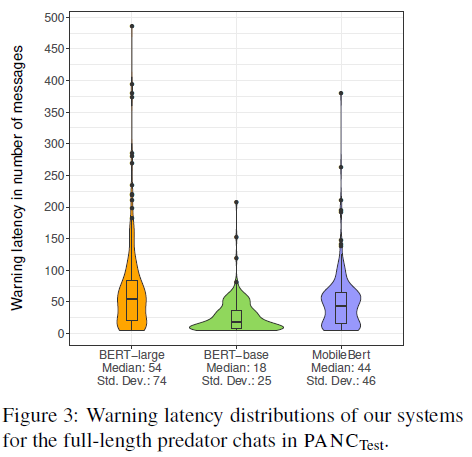 Warning latency in number of messages
500
450
400
350
300
250
200
150
100
50
0
BERT−large BERT−base MobileBert
Median: 54 Median: 18 Median: 44
Std. Dev.: 74 Std. Dev.: 25 Std. Dev.: 46
Figure 3: Warning latency distributions of our systems
for the full-length predator chats in PANCTest.